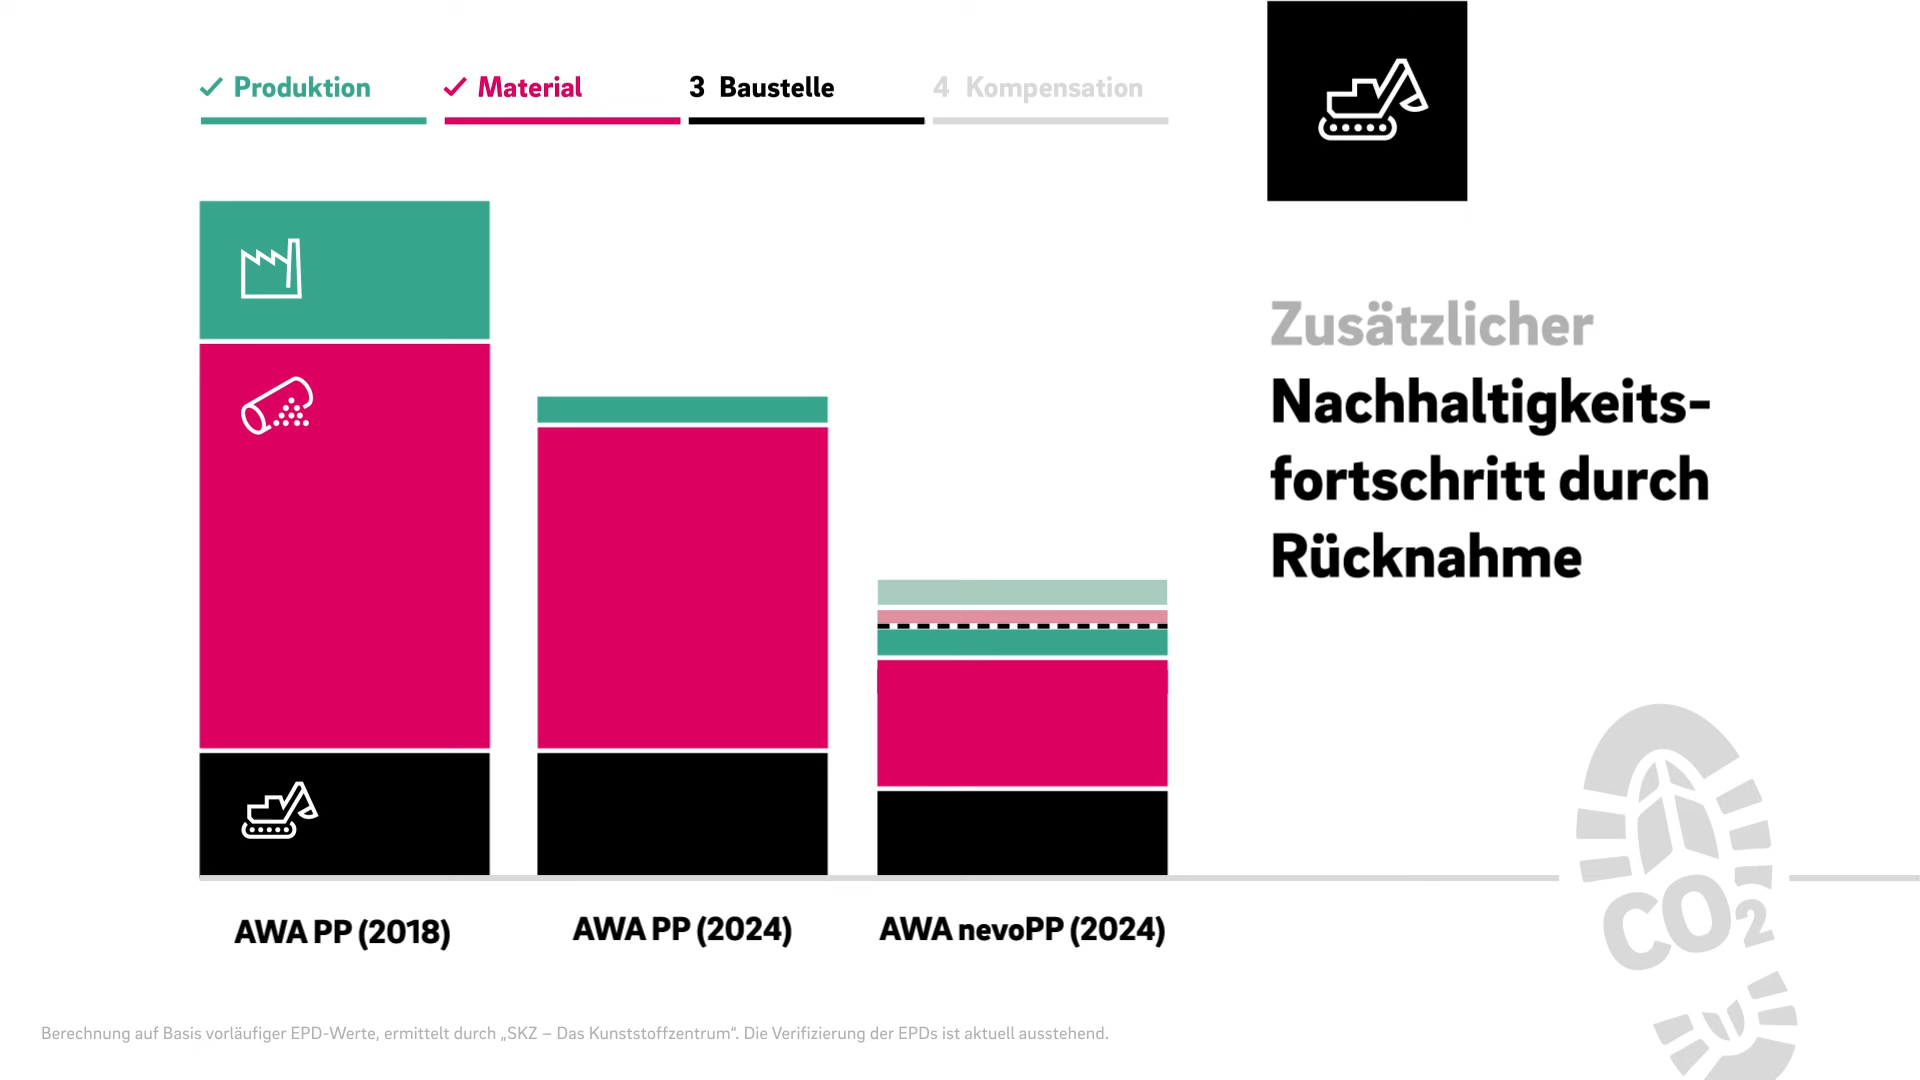 Produktion
Material
3 Baustelle
4 Kompensation
Zusätzlicher
Nachhaltigkeits-
fortschritt durch
Rücknahme
AWA PP (2018)
AWA PP (2024)
AWA nevoPP (2024)
CO2
Berechnung auf Basis vorläufiger EPD-Werte, ermittelt durch „SKZ – Das Kunststoffzentrum“. Die Verifizierung der EPDs ist aktuell ausstehend.